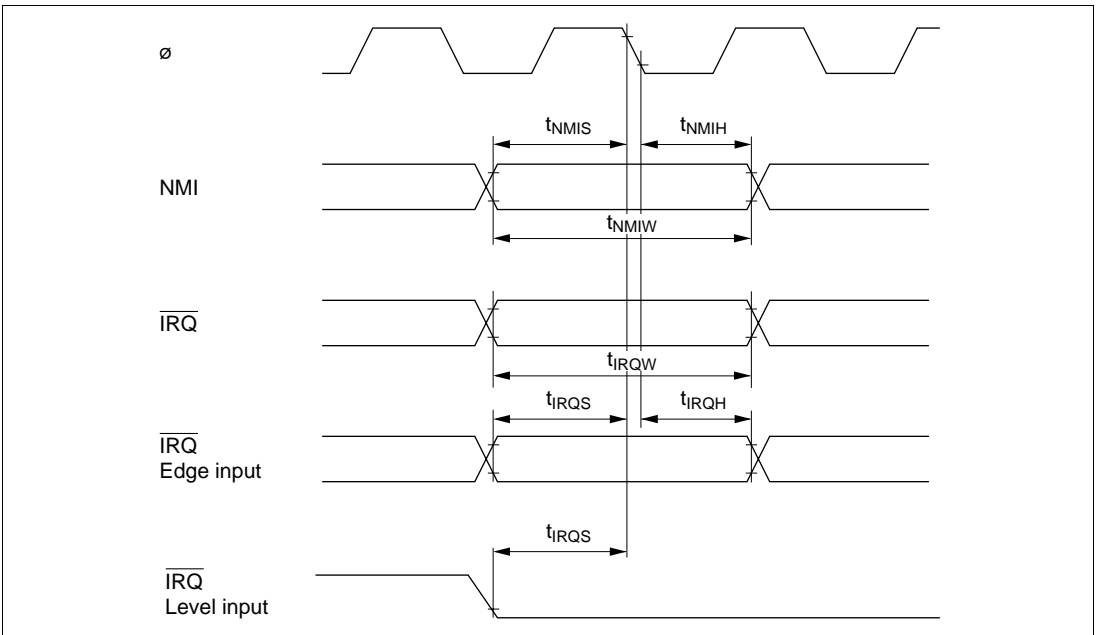 ø
tNMIS tNMIH
NMI
tNMIW
IRQ
tIRQW
tIRQS tIRQH
IRQ
Edge input
tIRQS
IRQ
Level input